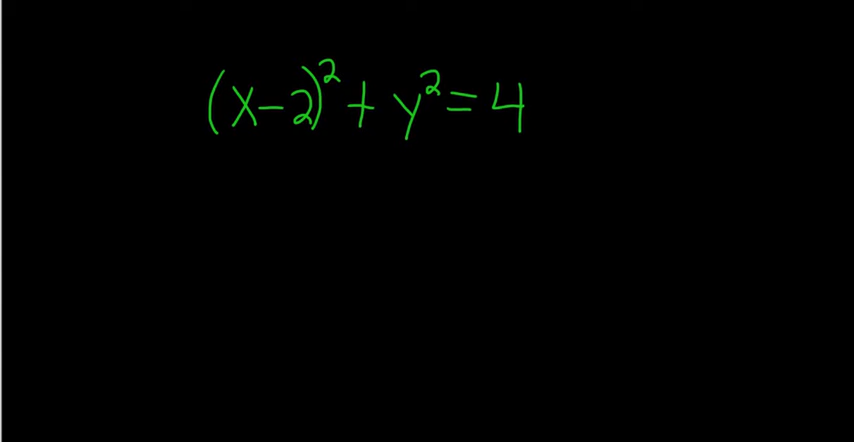 (x-2)² + y² = 4